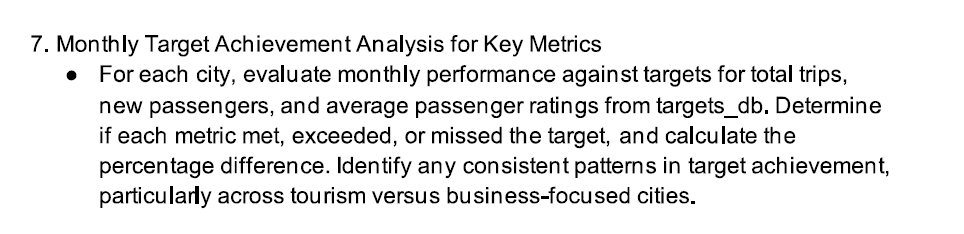 7. Monthly Target Achievement Analysis for Key Metrics
● For each city, evaluate monthly performance against targets for total trips,
new passengers, and average passenger ratings from targets_db. Determine
if each metric met, exceeded, or missed the target, and calculate the
percentage difference. Identify any consistent patterns in target achievement,
particularly across tourism versus business-focused cities.